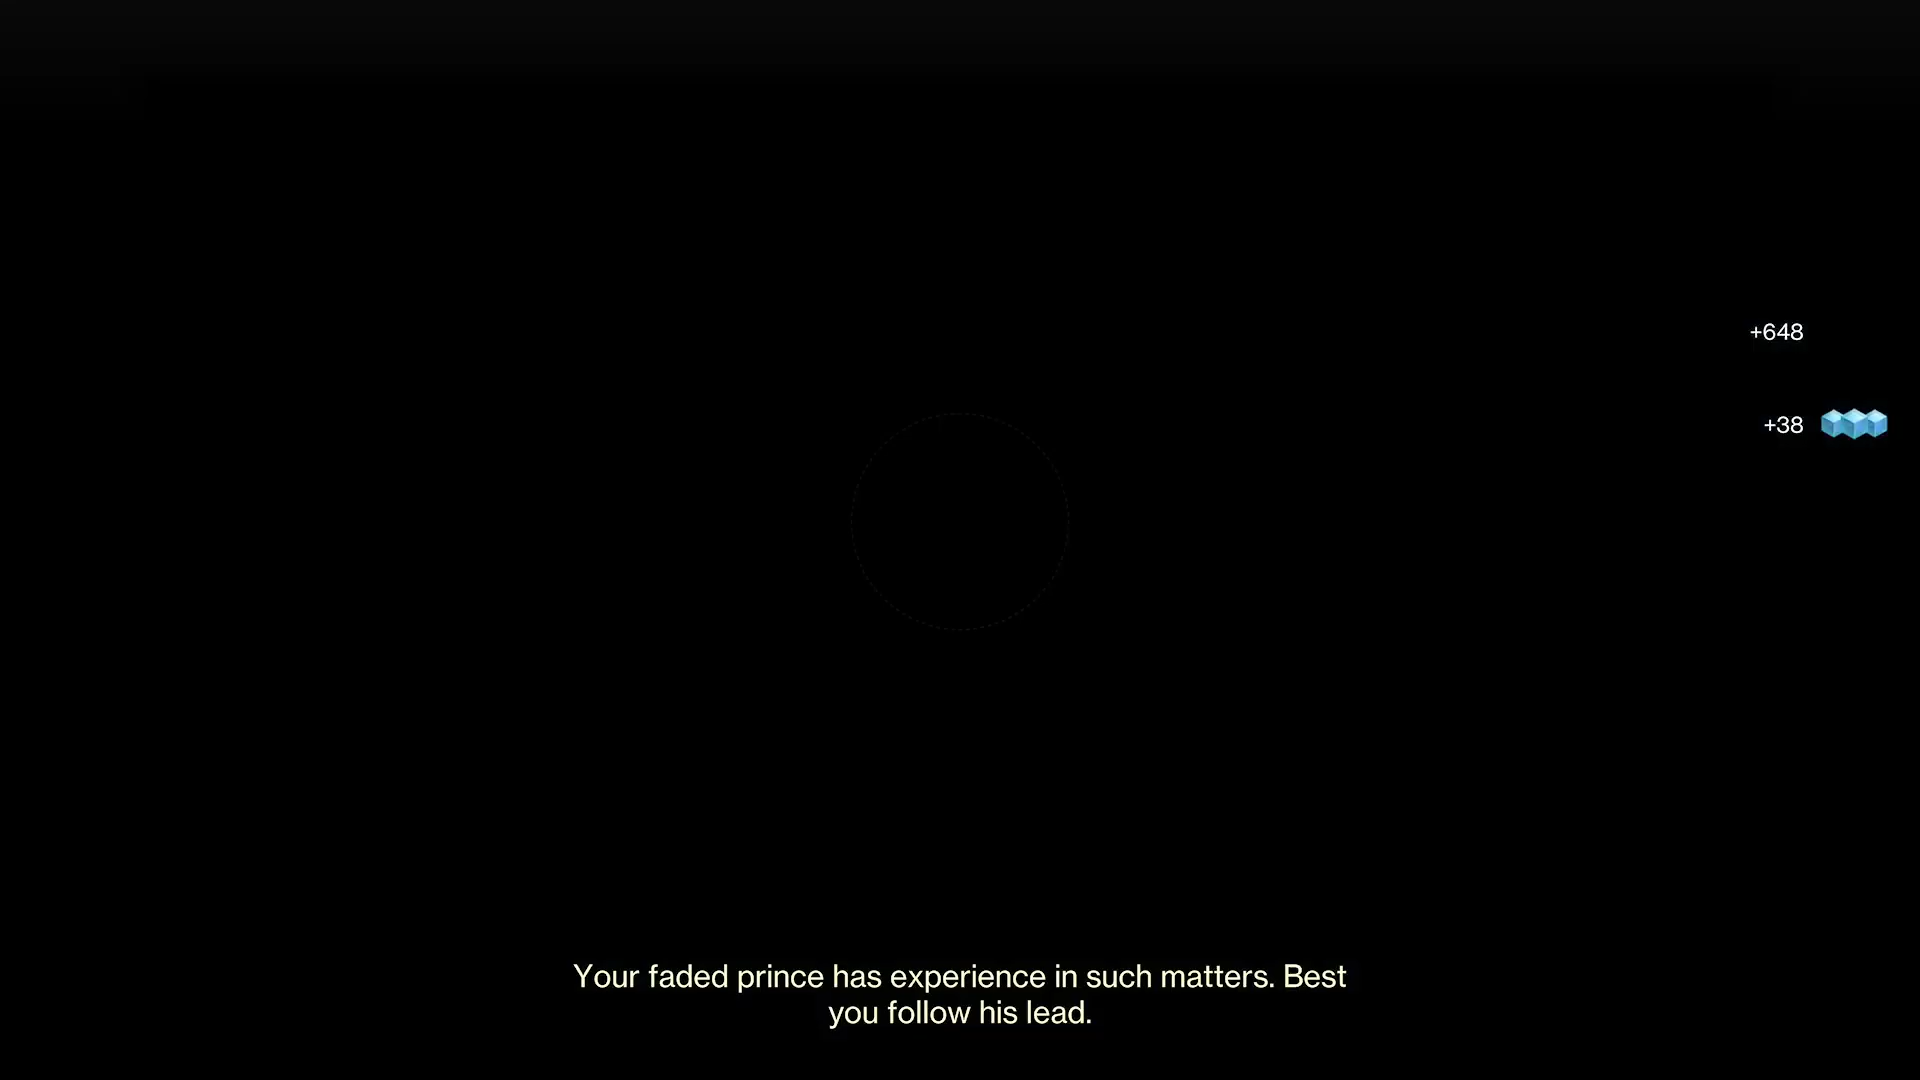 +648
+38
Your faded prince has experience in such matters. Best
you follow his lead.